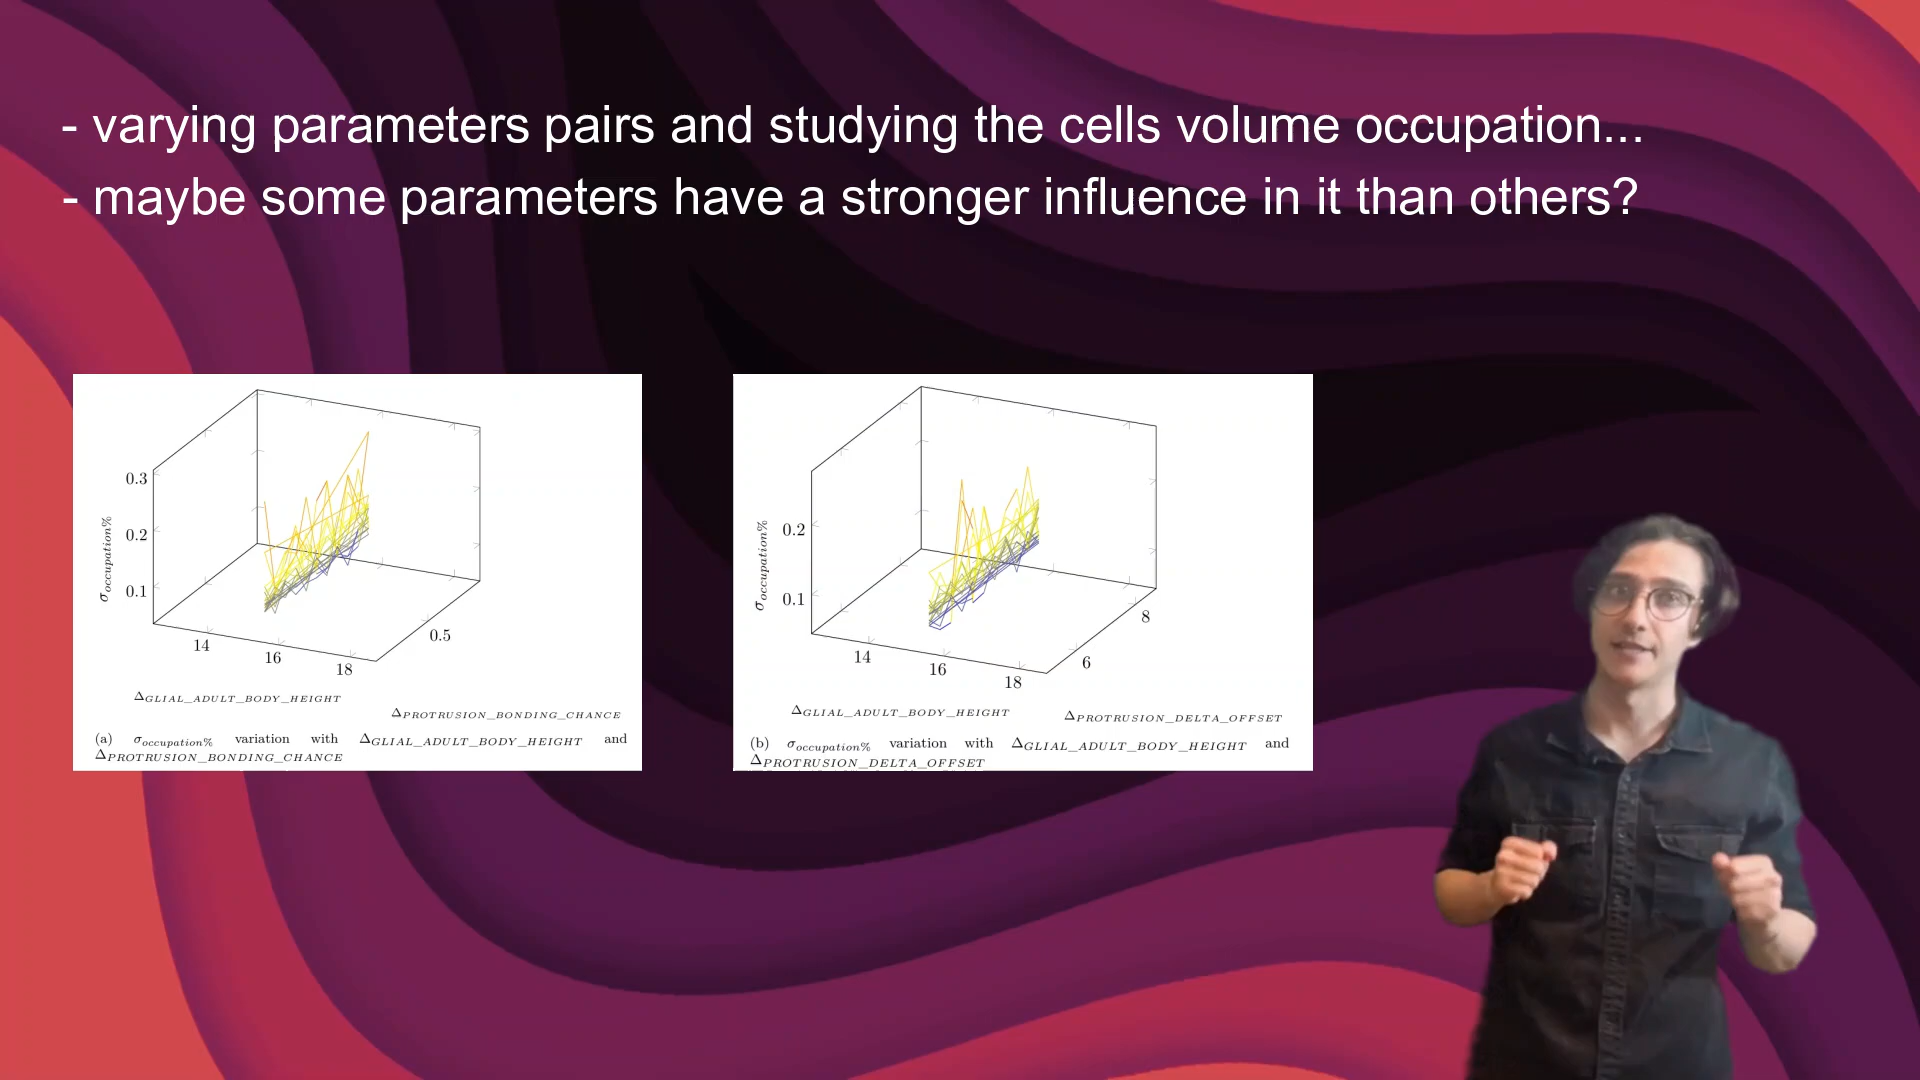 - varying parameters pairs and studying the cells volume occupation...
- maybe some parameters have a stronger influence in it than others?
0.3
0.2
0.1
σoccupation%
14
16
18
0.5
ΔGLIAL_ADULT_BODY_HEIGHT
ΔPROTRUSION_BONDING_CHANCE
(a) σoccupation% variation with ΔGLIAL_ADULT_BODY_HEIGHT and
ΔPROTRUSION_BONDING_CHANCE
0.2
0.1
σoccupation%
14
16
18
6
8
ΔGLIAL_ADULT_BODY_HEIGHT
ΔPROTRUSION_DELTA_OFFSET
(b) σoccupation% variation with ΔGLIAL_ADULT_BODY_HEIGHT and
ΔPROTRUSION_DELTA_OFFSET